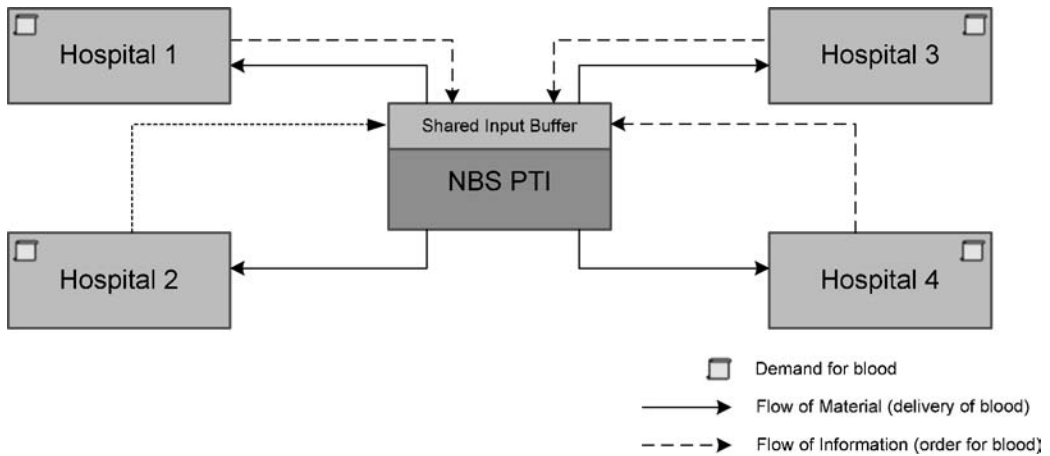 Hospital 1
Hospital 3
Shared Input Buffer
NBS PTI
Hospital 2
Hospital 4
Demand for blood
Flow of Material (delivery of blood)
Flow of Information (order for blood)